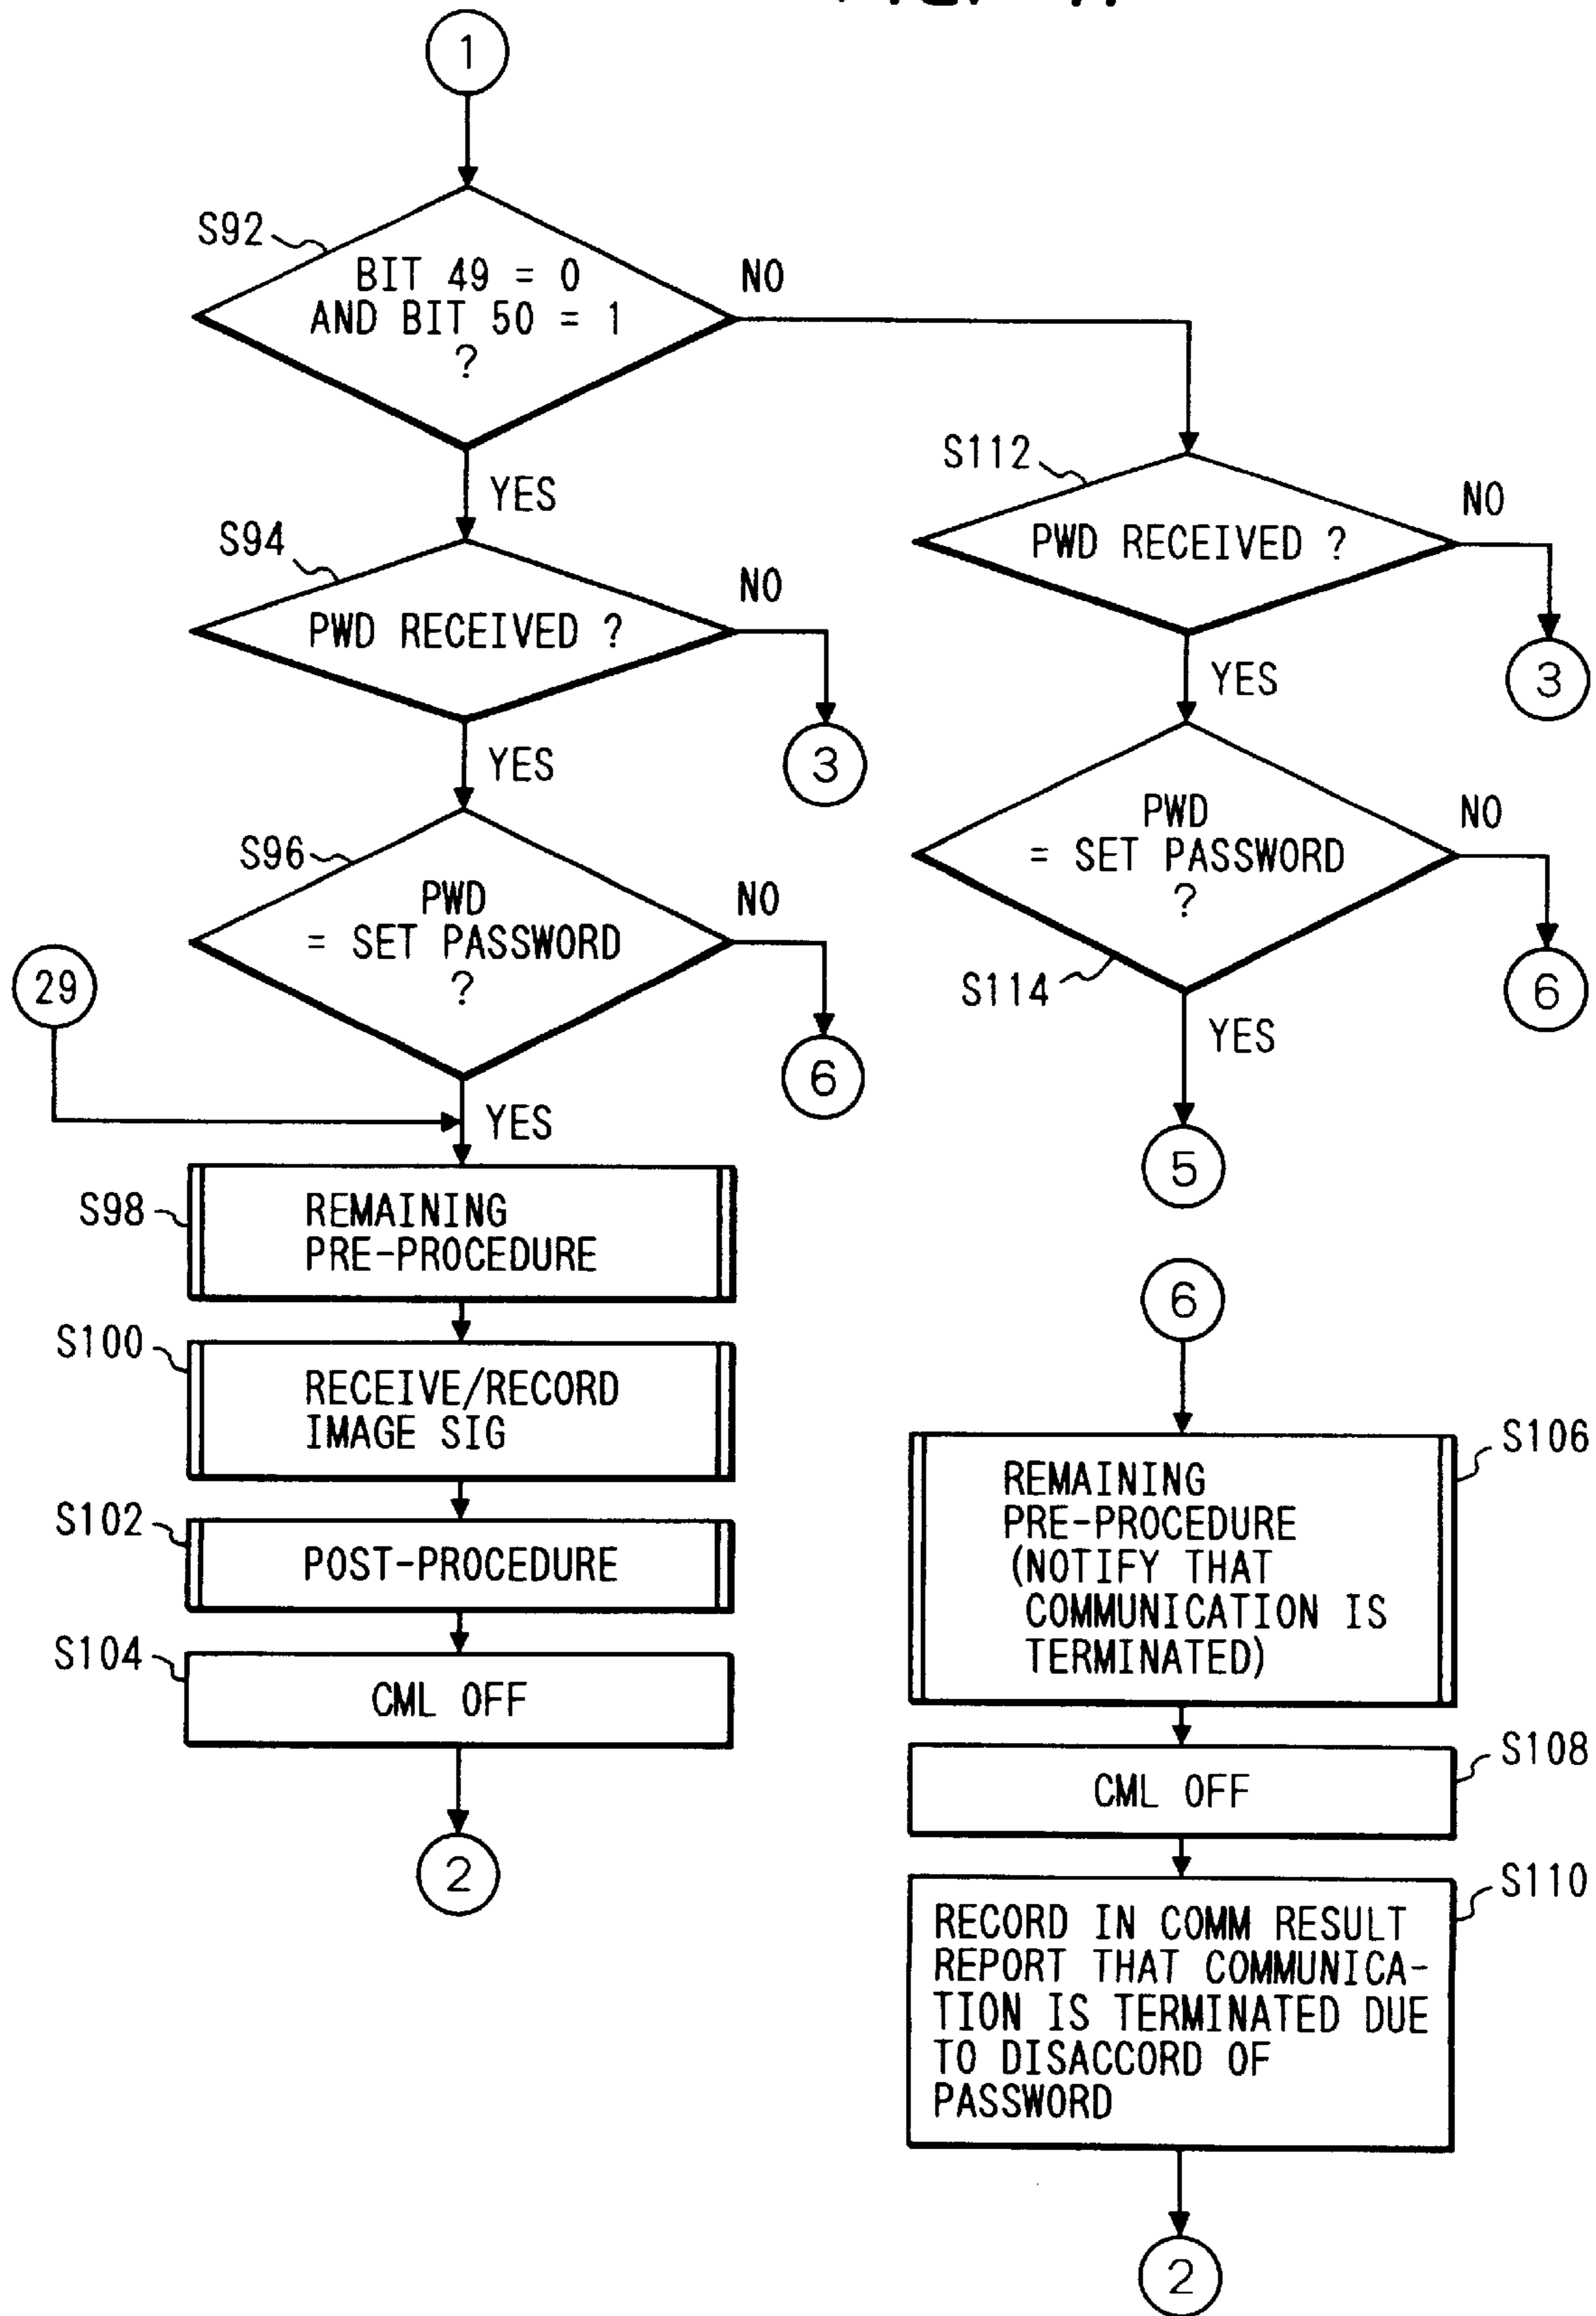 1
S92
BIT 49 = 0
AND BIT 50 = 1
?
NO
YES
S94
PWD RECEIVED ?
NO
3
YES
S96
PWD
= SET PASSWORD
?
NO
6
29
YES
S98
REMAINING
PRE-PROCEDURE
S100
RECEIVE/RECORD
IMAGE SIG
S102
POST-PROCEDURE
S104
CML OFF
2
S112
PWD RECEIVED ?
NO
3
YES
PWD
= SET PASSWORD
?
NO
6
S114
YES
5
6
S106
REMAINING
PRE-PROCEDURE
(NOTIFY THAT
COMMUNICATION IS
TERMINATED)
S108
CML OFF
S110
RECORD IN COMM RESULT
REPORT THAT COMMUNICA-
TION IS TERMINATED DUE
TO DISACCORD OF
PASSWORD
2